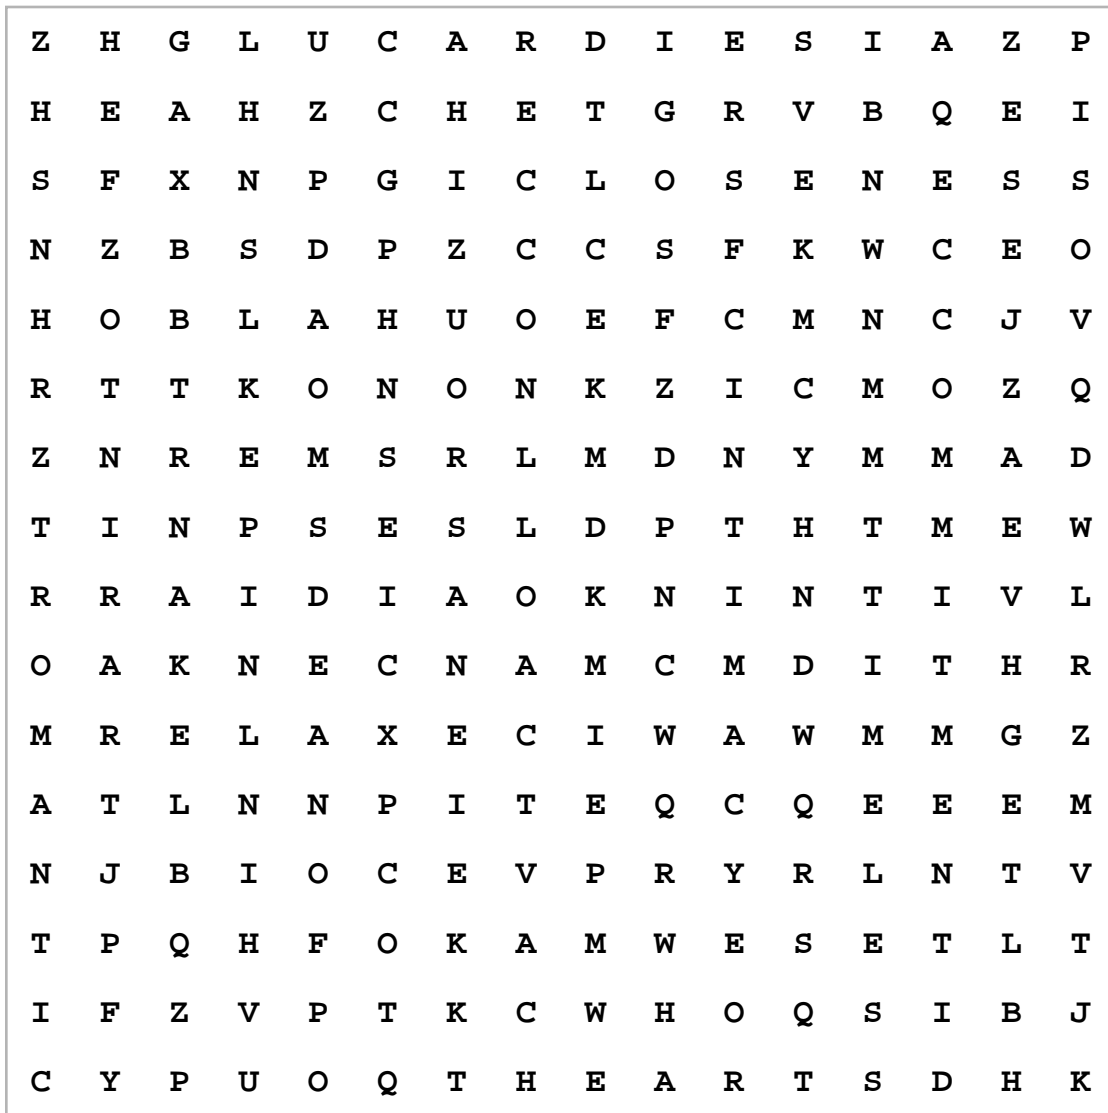 Z H G L U C A R D I E S I A Z P
H E A H Z C H E T G R V B Q E I
S F X N P G I C L O S E N E S S
N Z B S D P Z C C S F K W C E O
H O B L A H U O E F C M N C J V
R T T K O N O N K Z I C M O Z Q
Z N R E M S R L M D N Y M M A D
T I N P S E S L D P T H T M E W
R R A I D I A O K N I N T I V L
O A K N E C N A M C M D I T H R
M R E L A X E C I W A W M M G Z
A T L N N P I T E Q C Q E E E M
N J B I O C E V P R Y R L N T V
T P Q H F O K A M W E S E T L T
I F Z V P T K C W H O Q S I B J
C Y P U O Q T H E A R T S D H K